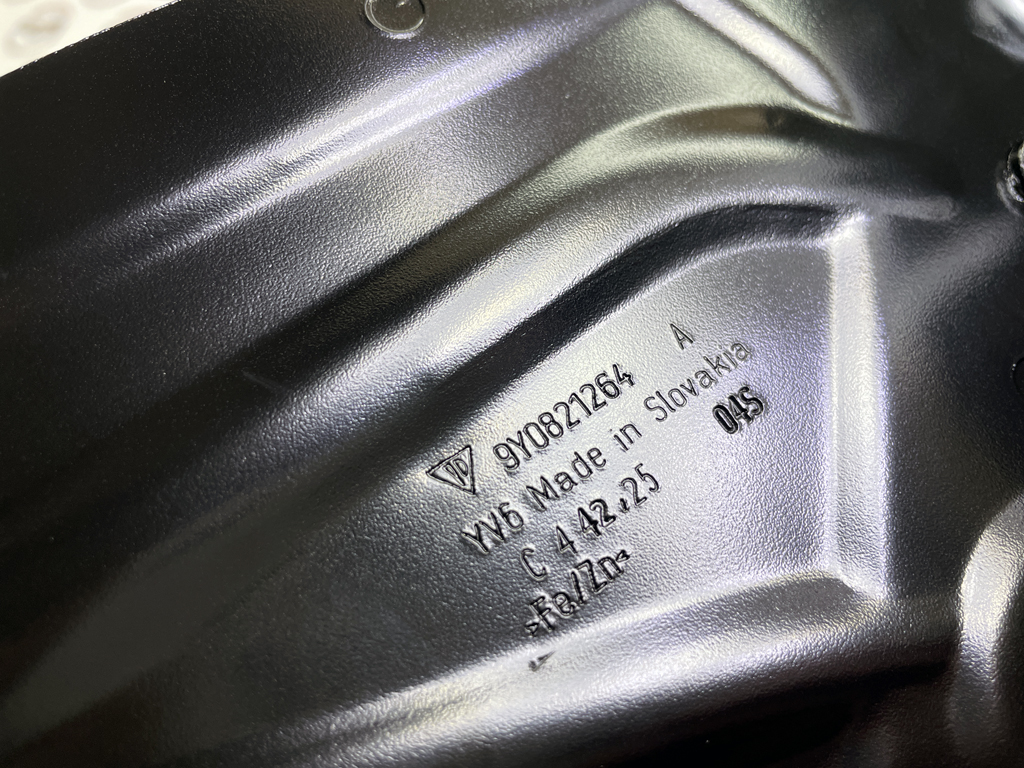 9Y0821264 A
YV6 Made in Slovakia
C 4 42.25 04S
>Fe/Zn<